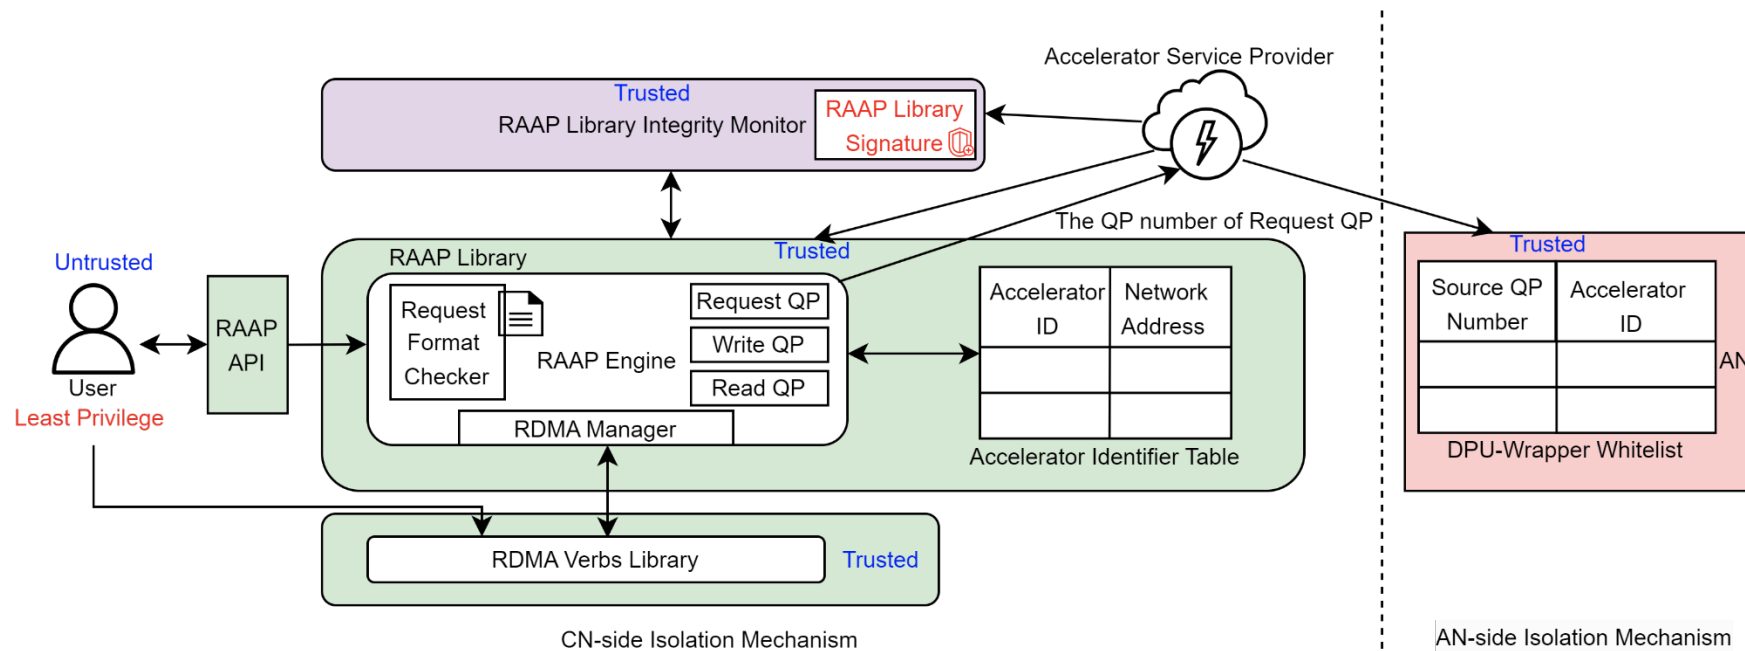 Accelerator Service Provider
Trusted
RAAP Library Integrity Monitor
RAAP Library
Signature
The QP number of Request QP
Untrusted
User
Least Privilege
RAAP
API
RAAP Library
Trusted
Request
Format
Checker
RAAP Engine
Request QP
Write QP
Read QP
RDMA Manager
Accelerator
ID
Network
Address
Accelerator Identifier Table
RDMA Verbs Library
Trusted
CN-side Isolation Mechanism
Trusted
Source QP
Number
Accelerator
ID
AN
DPU-Wrapper Whitelist
AN-side Isolation Mechanism